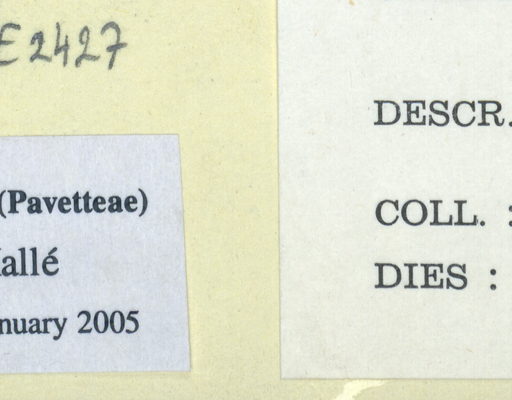 E2427
(Pavetteae)
allé
nuary 2005
DESCR.
COLL. :
DIES :